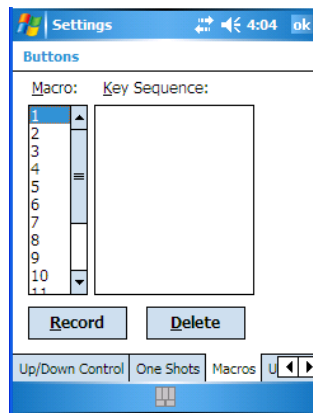 Settings 4:04 ok
Buttons
Macro: Key Sequence:
1
2
3
4
5
6
7
8
9
10
11
Record Delete
Up/Down Control One Shots Macros U